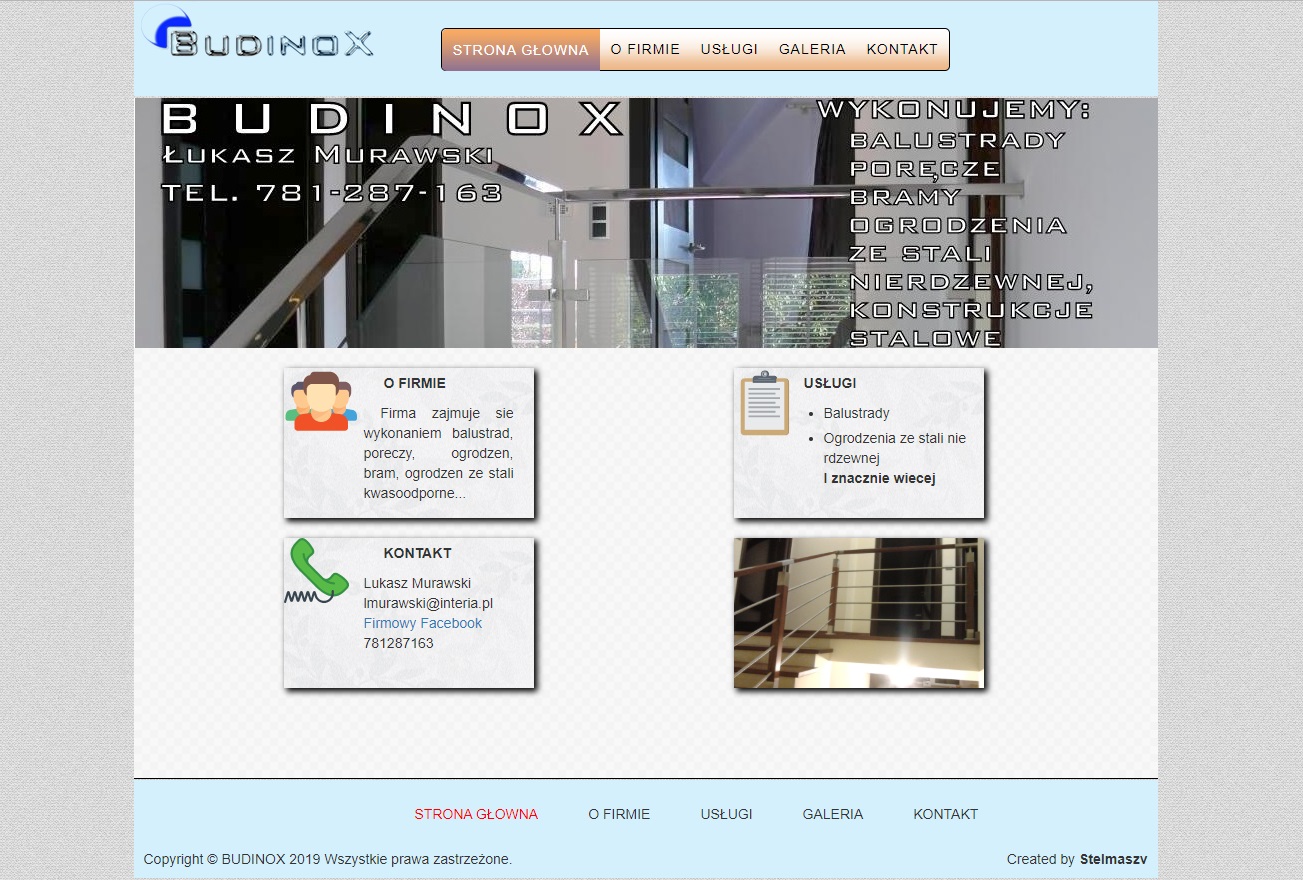 BUDINOX
STRONA GŁOWNA O FIRMIE USŁUGI GALERIA KONTAKT
BUDINOX
ŁUKASZ MURAWSKI
TEL. 781-287-163
WYKONUJEMY:
BALUSTRADY
PORĘCZE
BRAMY
OGRODZENIA
ZE STALI
NIERDZEWNEJ,
KONSTRUKCJE
STALOWE
O FIRMIE
Firma zajmuje sie
wykonaniem balustrad,
poreczy, ogrodzen,
bram, ogrodzen ze stali
kwasoodporne...
USŁUGI
• Balustrady
• Ogrodzenia ze stali nie
rdzewnej
I znacznie wiecej
KONTAKT
Lukasz Murawski
lmurawski@interia.pl
Firmowy Facebook
781287163
STRONA GŁOWNA O FIRMIE USŁUGI GALERIA KONTAKT
Copyright © BUDINOX 2019 Wszystkie prawa zastrzeżone. Created by Stelmaszv